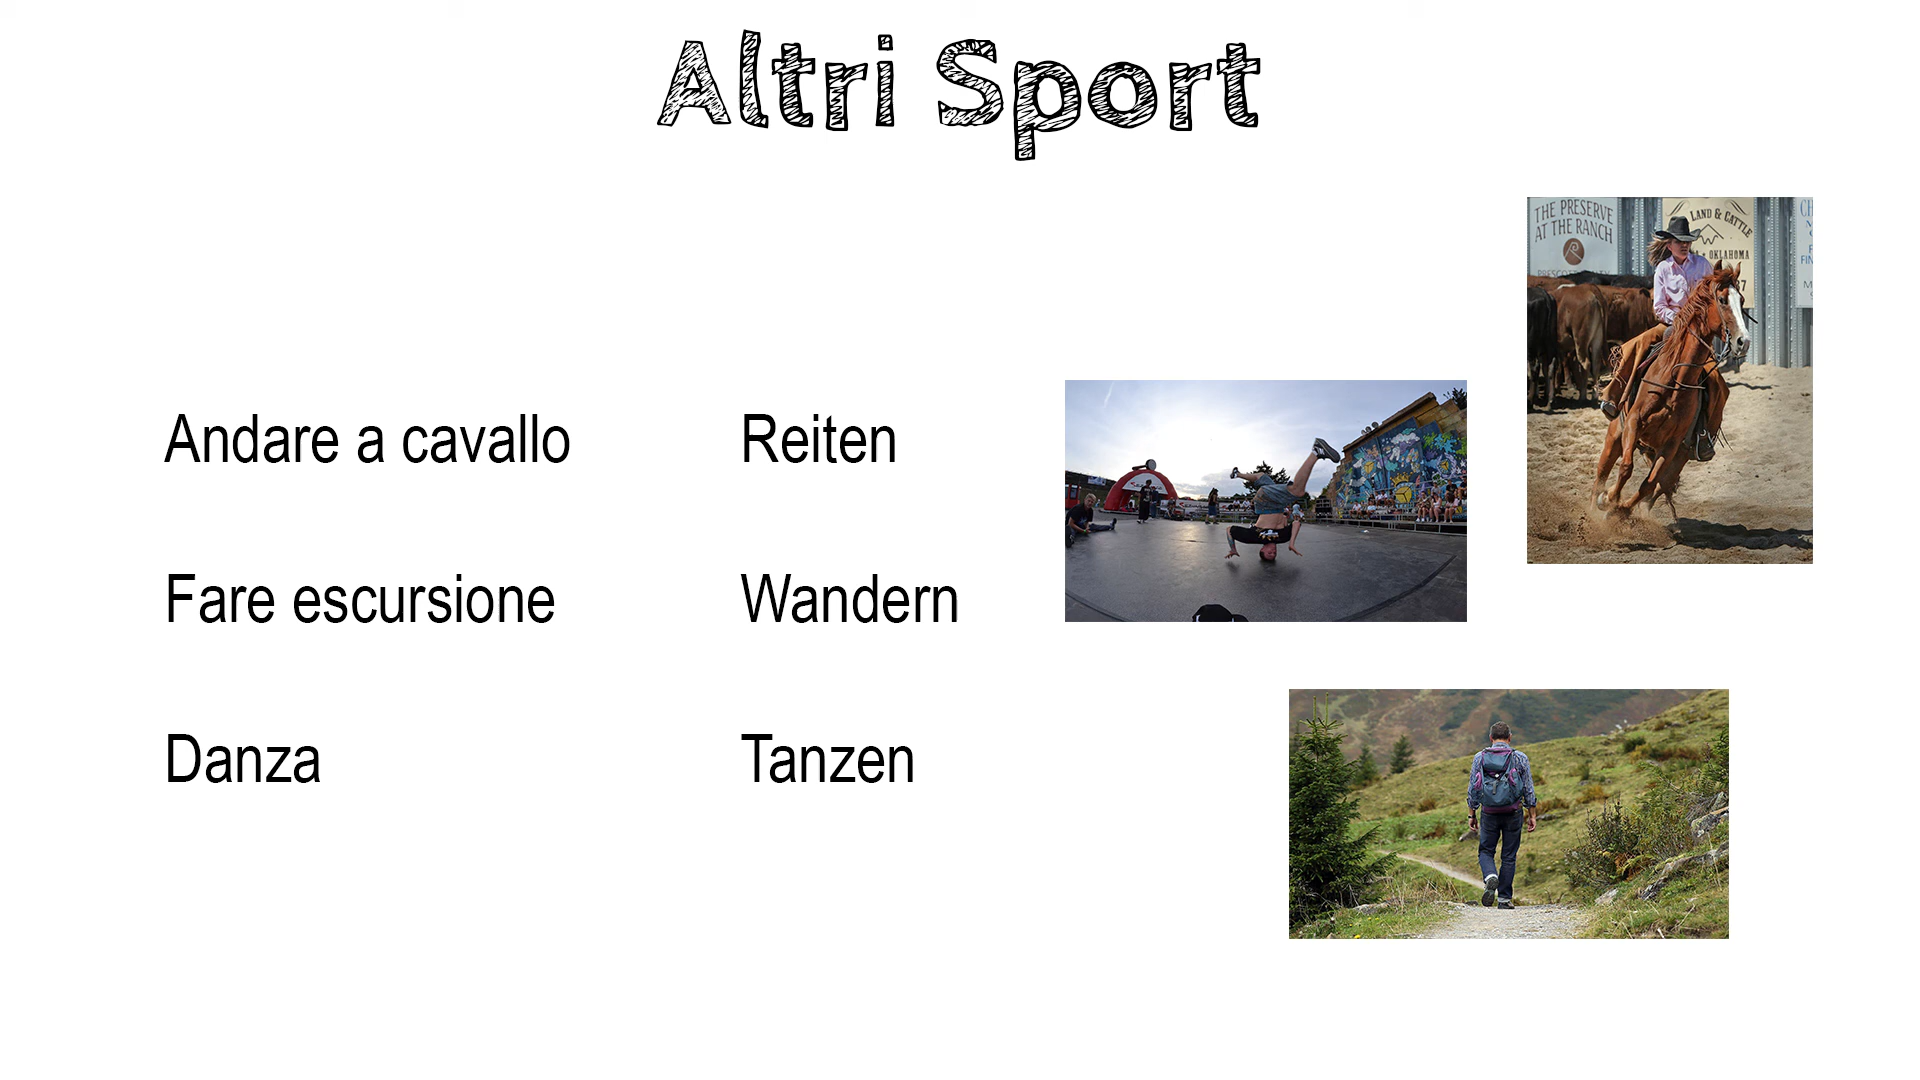 Altri Sport
Andare a cavallo
Reiten
Fare escursione
Wandern
Danza
Tanzen
THE PRESERVE
AT THE RANCH
LAND & CATTLE
OKLAHOMA